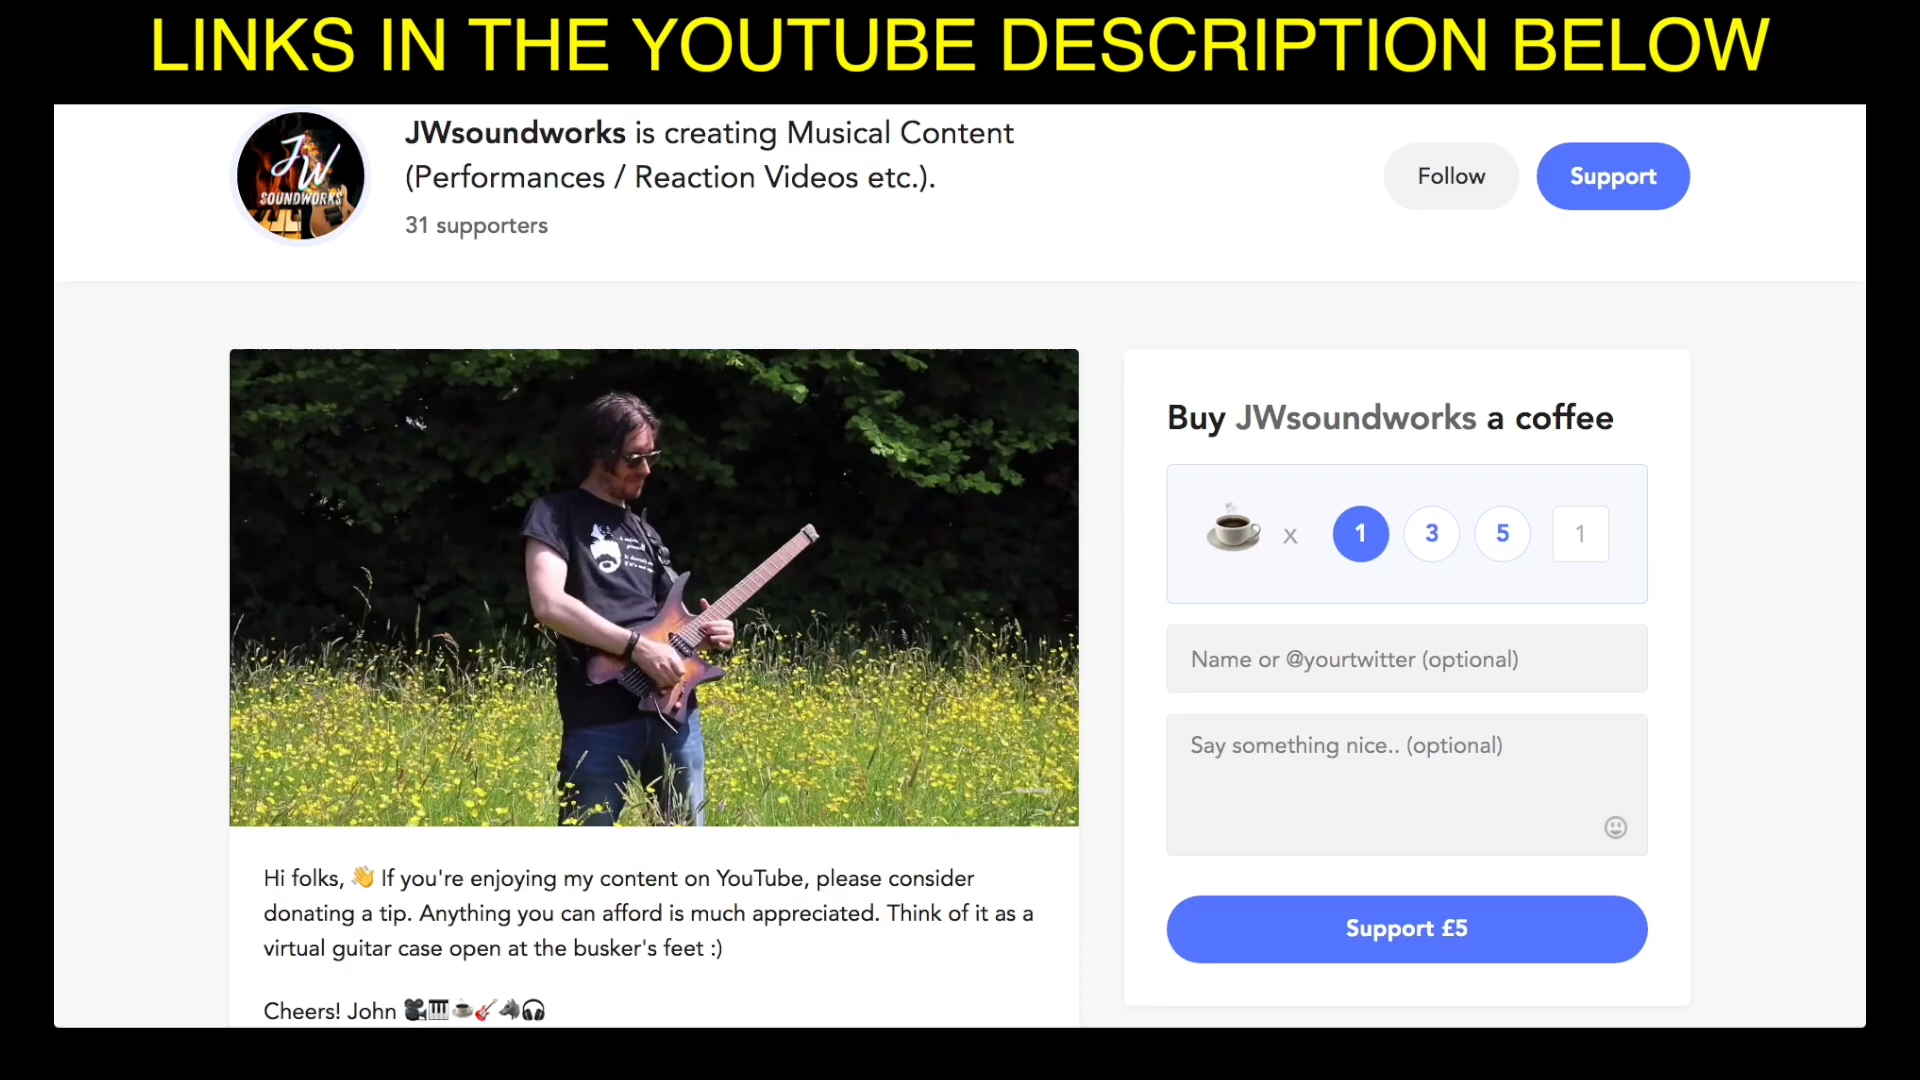 LINKS IN THE YOUTUBE DESCRIPTION BELOW
JW
SOUNDWORKS
JWsoundworks is creating Musical Content
(Performances / Reaction Videos etc.).
31 supporters
Follow
Support
Buy JWsoundworks a coffee
x 1 3 5 1
Name or @yourtwitter (optional)
Say something nice.. (optional)
Support £5
Hi folks, 👋 If you're enjoying my content on YouTube, please consider
donating a tip. Anything you can afford is much appreciated. Think of it as a
virtual guitar case open at the busker's feet :)
Cheers! John 🎥🎹☕🎸🐺🎧